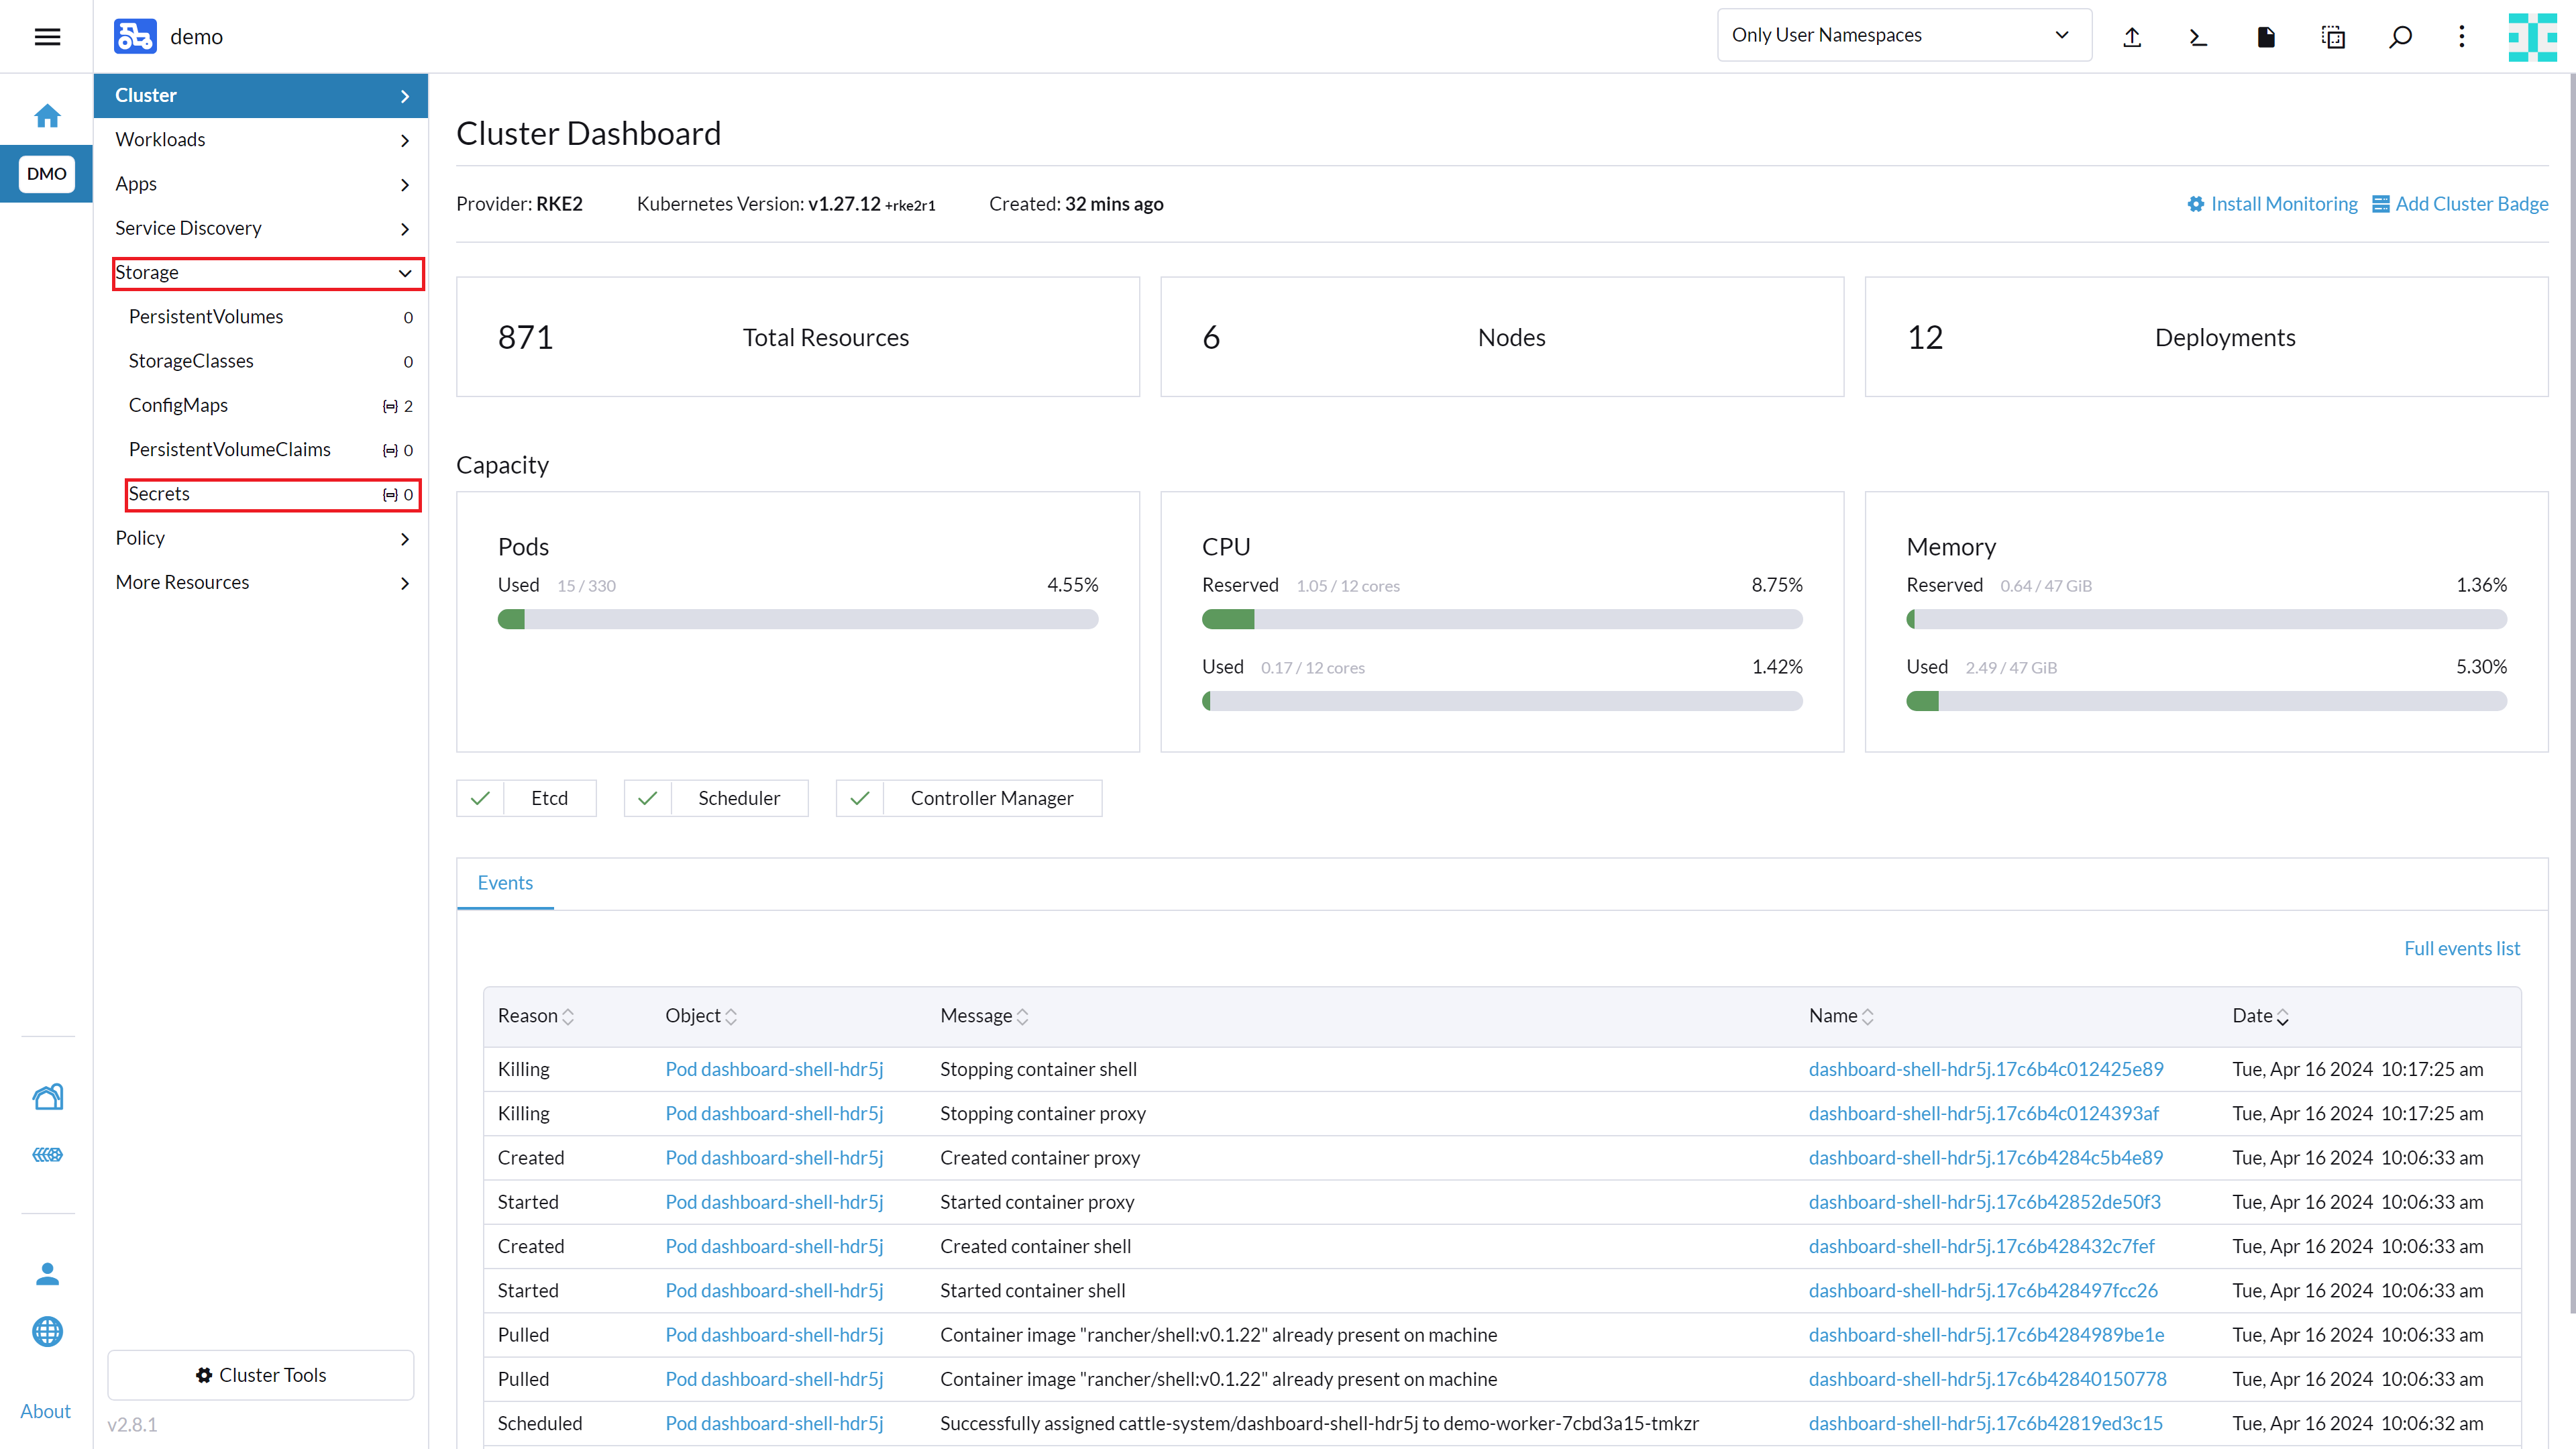 demo
Only User Namespaces
DMO
Cluster
Workloads
Apps
Service Discovery
Storage
PersistentVolumes 0
StorageClasses 0
ConfigMaps 2
PersistentVolumeClaims 0
Secrets 0
Policy
More Resources
Cluster Tools
v2.8.1
About
Cluster Dashboard
Provider: RKE2 Kubernetes Version: v1.27.12 +rke2r1 Created: 32 mins ago
Install Monitoring Add Cluster Badge
871 Total Resources
6 Nodes
12 Deployments
Capacity
Pods
Used 15 / 330 4.55%
CPU
Reserved 1.05 / 12 cores 8.75%
Used 0.17 / 12 cores 1.42%
Memory
Reserved 0.64 / 47 GiB 1.36%
Used 2.49 / 47 GiB 5.30%
Etcd
Scheduler
Controller Manager
Events
Full events list
Reason Object Message Name Date
Killing Pod dashboard-shell-hdr5j Stopping container shell dashboard-shell-hdr5j.17c6b4c012425e89 Tue, Apr 16 2024 10:17:25 am
Killing Pod dashboard-shell-hdr5j Stopping container proxy dashboard-shell-hdr5j.17c6b4c0124393af Tue, Apr 16 2024 10:17:25 am
Created Pod dashboard-shell-hdr5j Created container proxy dashboard-shell-hdr5j.17c6b4284c5b4e89 Tue, Apr 16 2024 10:06:33 am
Started Pod dashboard-shell-hdr5j Started container proxy dashboard-shell-hdr5j.17c6b42852de50f3 Tue, Apr 16 2024 10:06:33 am
Created Pod dashboard-shell-hdr5j Created container shell dashboard-shell-hdr5j.17c6b428432c7fef Tue, Apr 16 2024 10:06:33 am
Started Pod dashboard-shell-hdr5j Started container shell dashboard-shell-hdr5j.17c6b428497fcc26 Tue, Apr 16 2024 10:06:33 am
Pulled Pod dashboard-shell-hdr5j Container image "rancher/shell:v0.1.22" already present on machine dashboard-shell-hdr5j.17c6b4284989be1e Tue, Apr 16 2024 10:06:33 am
Pulled Pod dashboard-shell-hdr5j Container image "rancher/shell:v0.1.22" already present on machine dashboard-shell-hdr5j.17c6b42840150778 Tue, Apr 16 2024 10:06:33 am
Scheduled Pod dashboard-shell-hdr5j Successfully assigned cattle-system/dashboard-shell-hdr5j to demo-worker-7cbd3a15-tmkzr dashboard-shell-hdr5j.17c6b42819ed3c15 Tue, Apr 16 2024 10:06:32 am